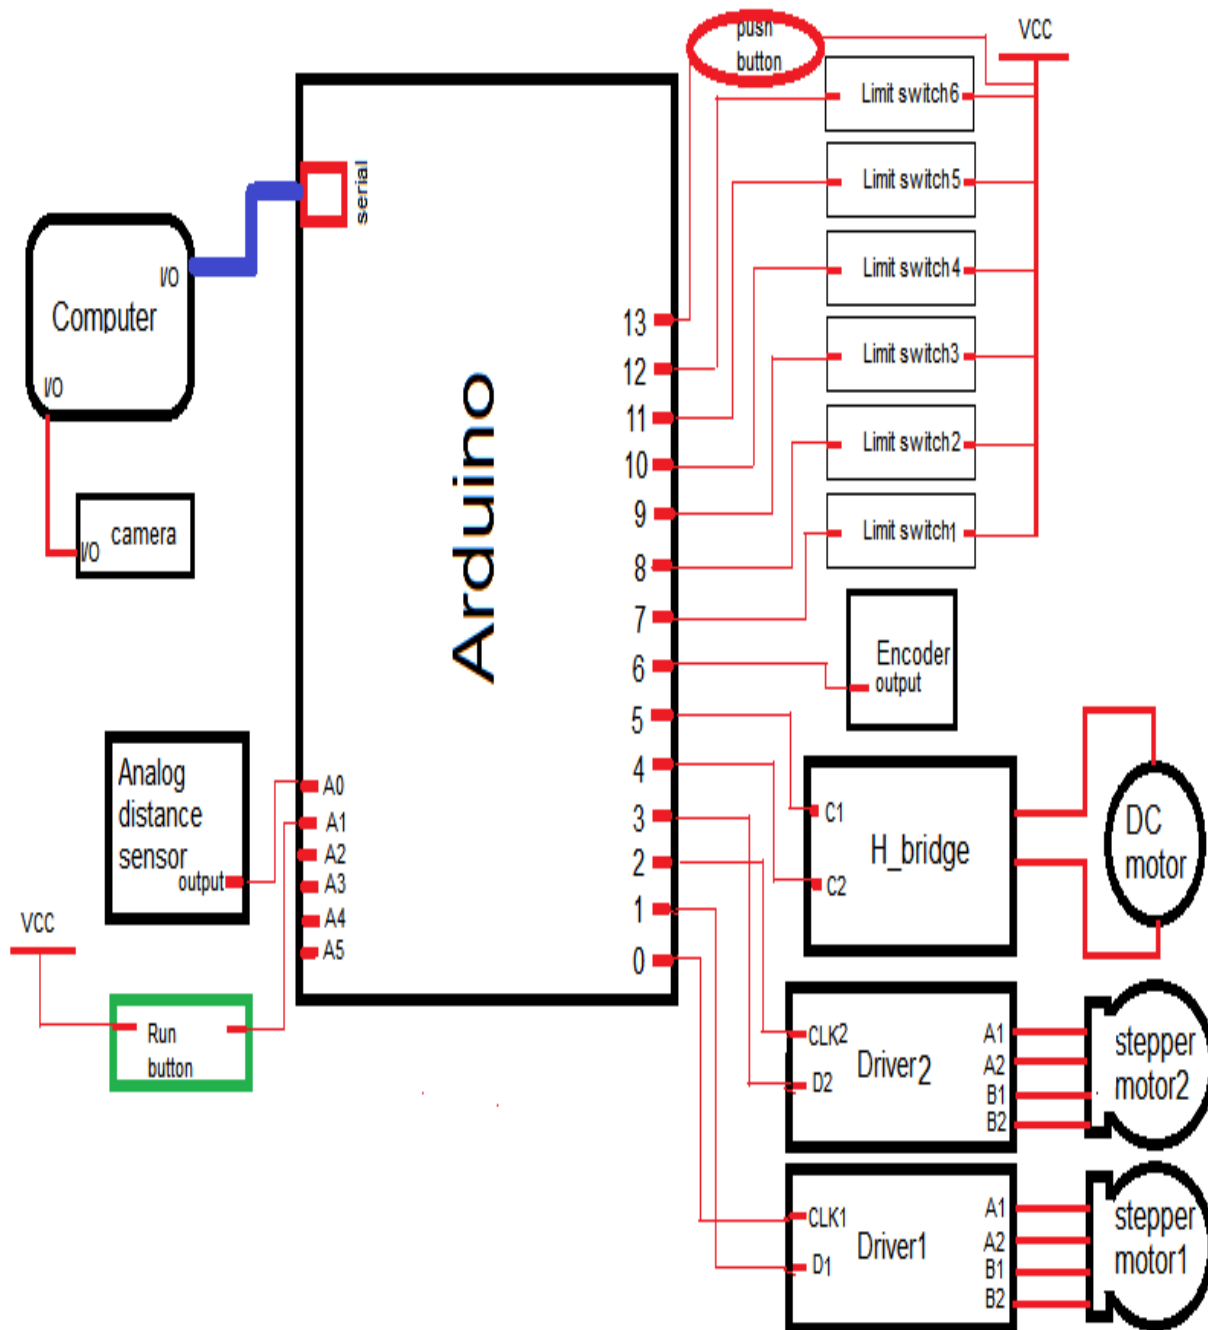 push
button
VCC
Limit switch6
serial
Limit switch5
I/O
Limit switch4
Computer
13
Limit switch3
12
I/O
11
Limit switch2
10
9
Limit switch1
camera
I/O
8
7
Arduino
Encoder
output
6
5
4
3
2
1
0
Analog
distance
sensor
output
A0
A1
A2
A3
A4
A5
C1
C2
H_bridge
DC
motor
VCC
Run
button
CLK2
D2
Driver2
A1
A2
B1
B2
stepper
motor2
CLK1
D1
Driver1
A1
A2
B1
B2
stepper
motor1